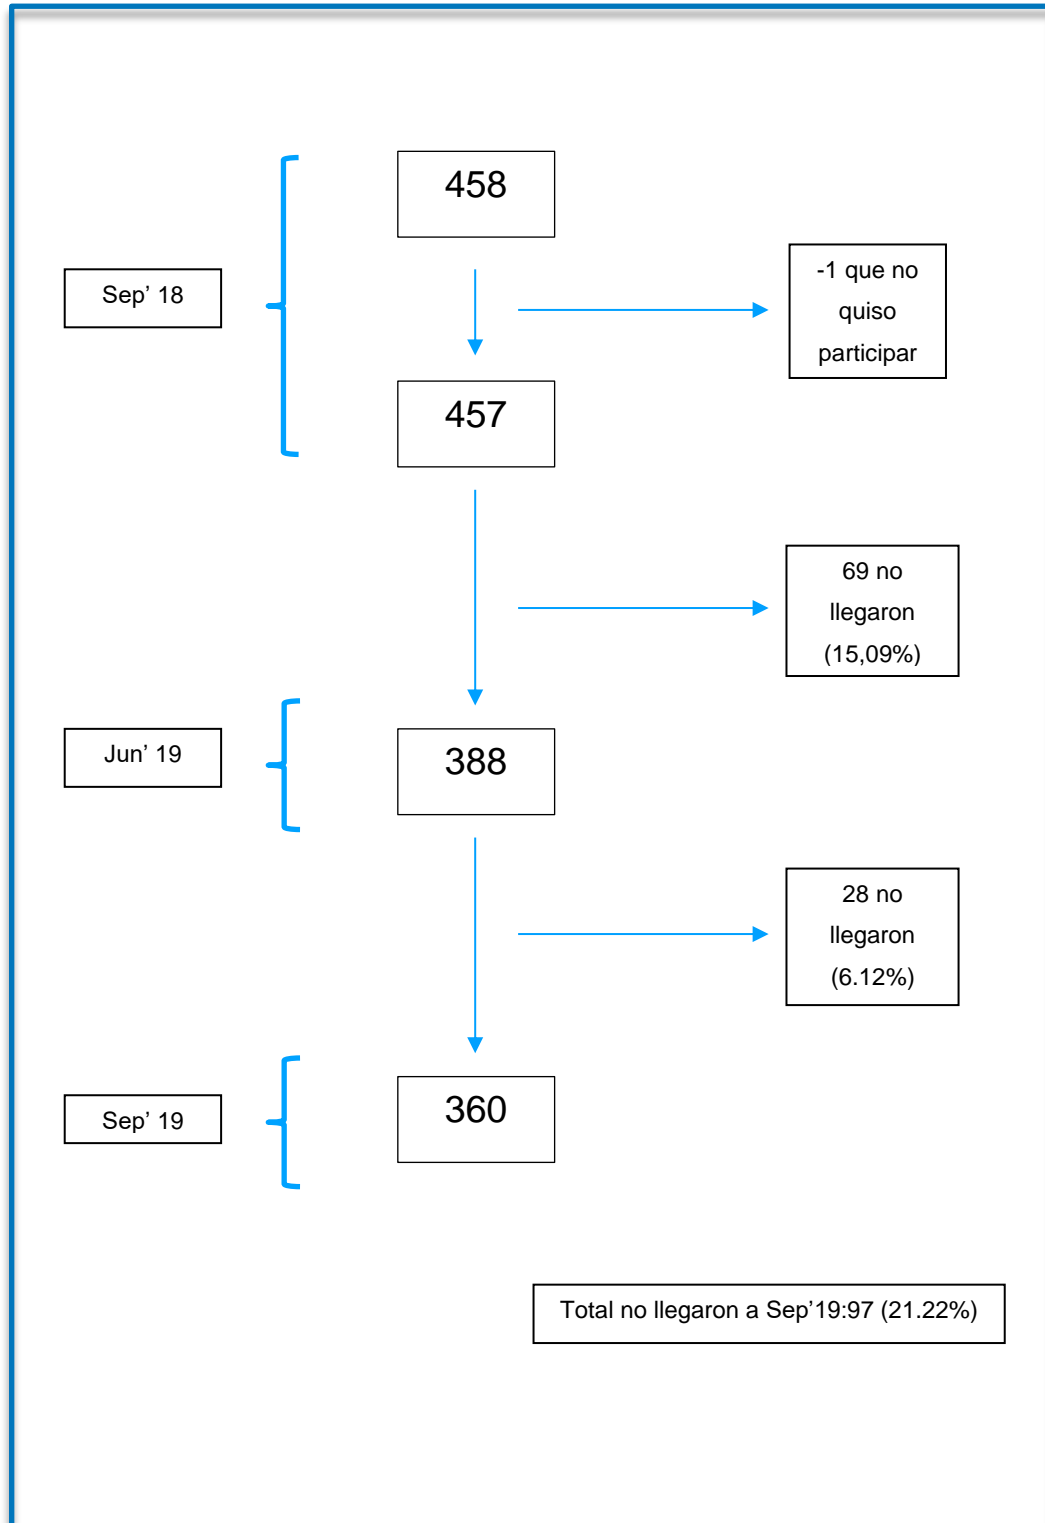 458
Sep’ 18
-1 que no
quiso
participar
457
69 no
llegaron
(15,09%)
Jun’ 19
388
28 no
llegaron
(6.12%)
Sep’ 19
360
Total no llegaron a Sep’19:97 (21.22%)